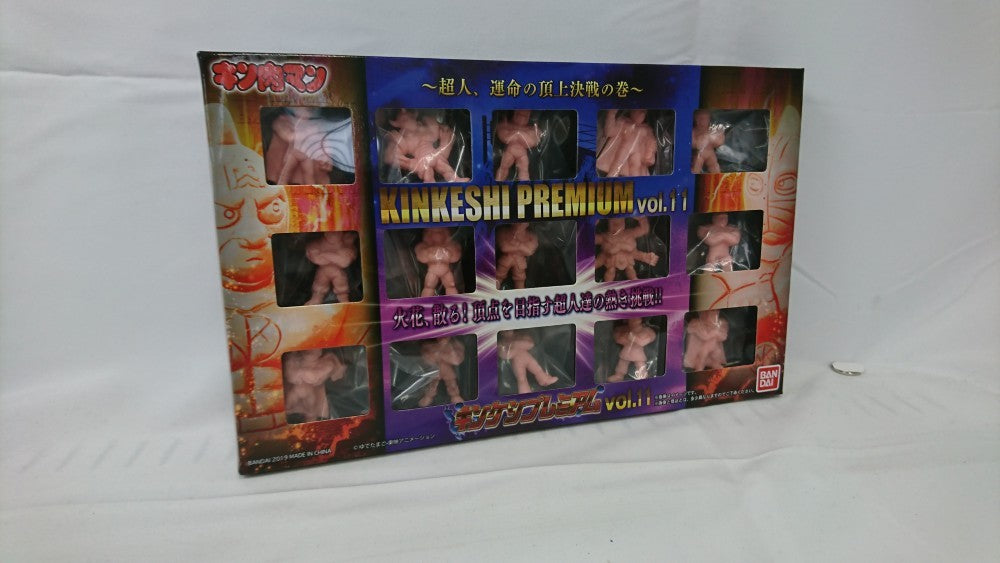 キン肉マン
～超人、運命の頂上決戦の巻～
KINKESHI PREMIUM vol.11
火花、散る！頂点を目指す超人達の熱き挑戦!!
キンケシプレミアム vol.11
BAN
DAI
©ゆでたまご・東映アニメーション
BANDAI 2019 MADE IN CHINA